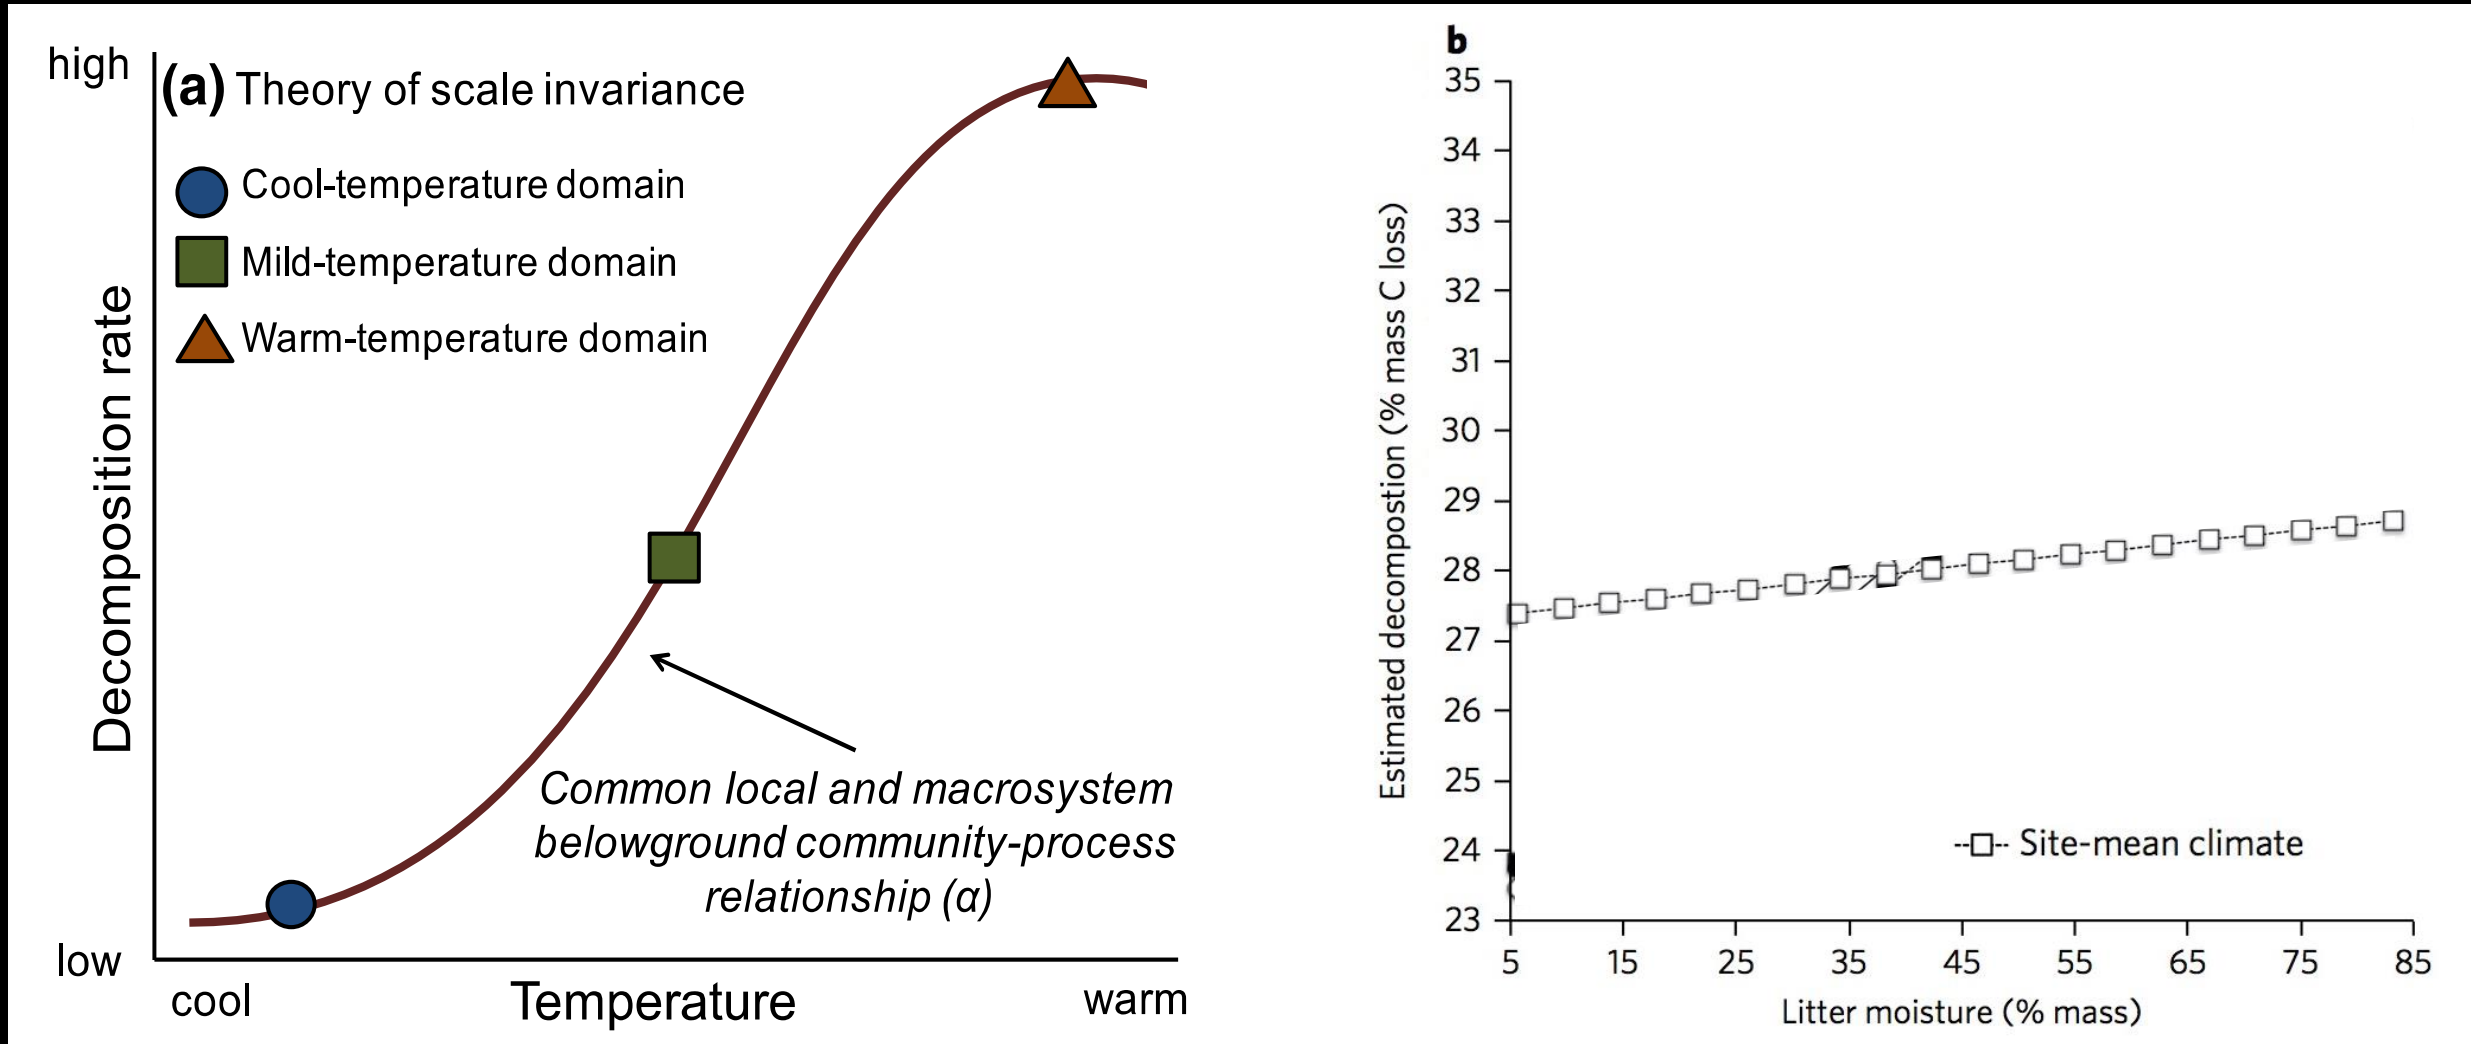 high
(a) Theory of scale invariance
Cool-temperature domain
Mild-temperature domain
Warm-temperature domain
Decomposition rate
Common local and macrosystem
belowground community-process
relationship (α)
low
cool
Temperature
warm
b
35
34
33
32
31
30
29
28
27
26
25
24
23
Estimated decompostion (% mass C loss)
Site-mean climate
5 15 25 35 45 55 65 75 85
Litter moisture (% mass)